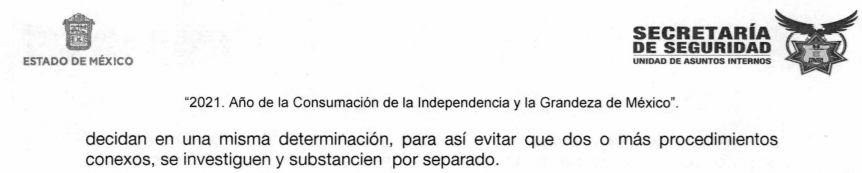 ESTADO DE MÉXICO
SECRETARÍA
DE SEGURIDAD
UNIDAD DE ASUNTOS INTERNOS
“2021. Año de la Consumación de la Independencia y la Grandeza de México”.
decidan en una misma determinación, para así evitar que dos o más procedimientos
conexos, se investiguen y substancien por separado.